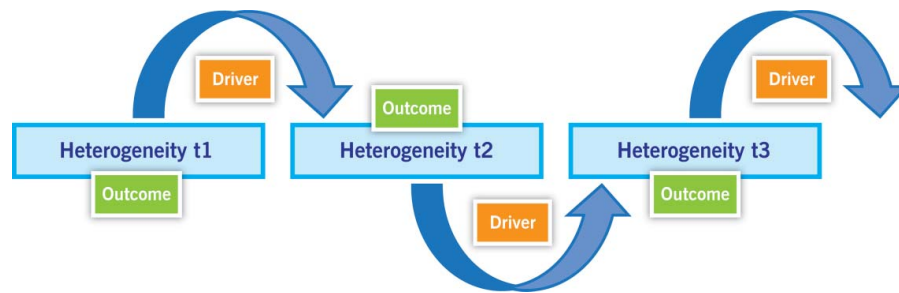 Driver
Driver
Outcome
Heterogeneity t1
Heterogeneity t2
Heterogeneity t3
Outcome
Outcome
Driver